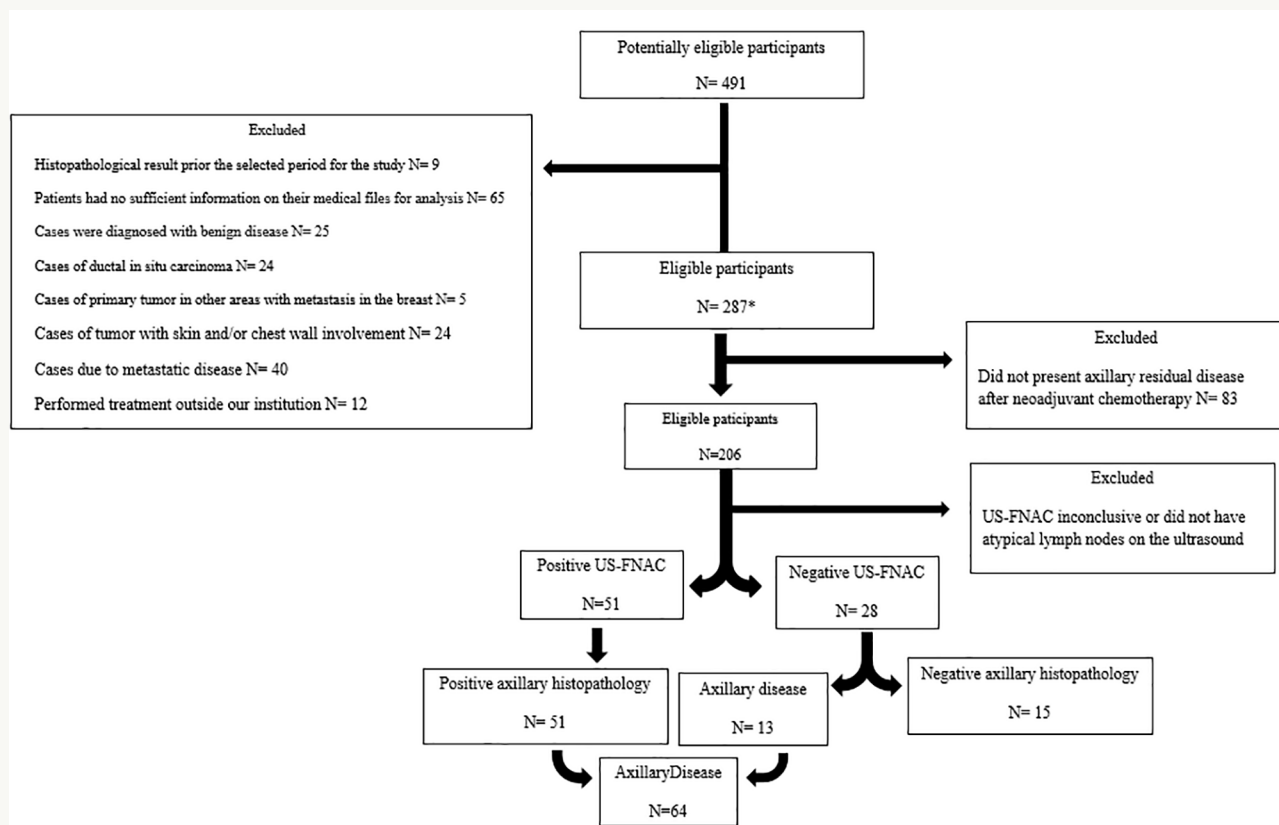 Potentially eligible participants
N= 491
Excluded
Histopathological result prior the selected period for the study N= 9
Patients had no sufficient information on their medical files for analysis N= 65
Cases were diagnosed with benign disease N= 25
Cases of ductal in situ carcinoma N= 24
Cases of primary tumor in other areas with metastasis in the breast N= 5
Cases of tumor with skin and/or chest wall involvement N= 24
Cases due to metastatic disease N= 40
Performed treatment outside our institution N= 12
Eligible participants
N= 287*
Excluded
Did not present axillary residual disease
after neoadjuvant chemotherapy N= 83
Eligible paticipants
N=206
Excluded
US-FNAC inconclusive or did not have
atypical lymph nodes on the ultrasound
Positive US-FNAC
N=51
Negative US-FNAC
N= 28
Positive axillary histopathology
N= 51
Axillary disease
N= 13
Negative axillary histopathology
N= 15
AxillaryDisease
N=64